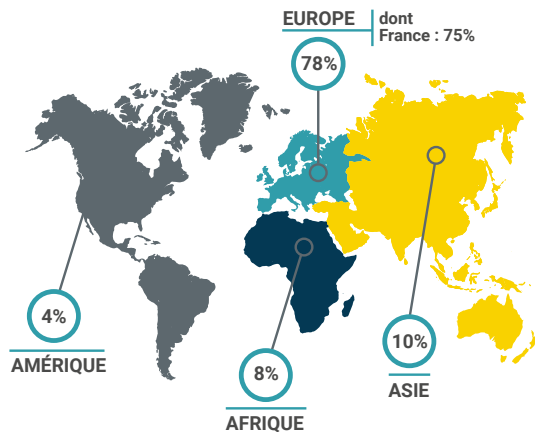 EUROPE
dont
France : 75%
78%
4%
AMÉRIQUE
8%
AFRIQUE
10%
ASIE